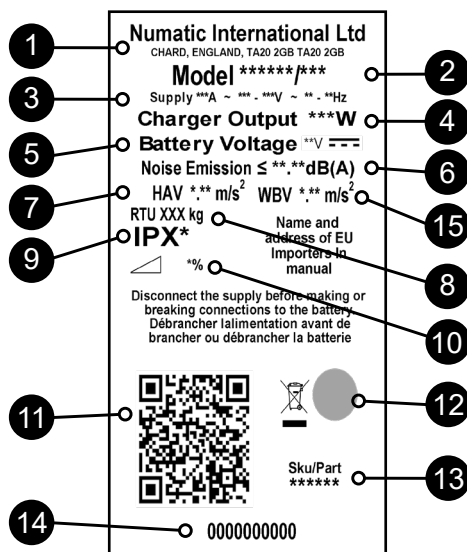 Numatic International Ltd
CHARD, ENGLAND, TA20 2GB TA20 2GB
1
Model ******/***
2
3
Supply ***A ~ *** - ***V ~ ** - **Hz
Charger Output ***W
4
5
Battery Voltage **V
Noise Emission ≤ **.**dB(A)
6
7
HAV *.** m/s²
WBV *.** m/s²
15
RTU XXX kg
8
9
IPX*
Name and
address of EU
Importers In
manual
*%
10
Disconnect the supply before making or
breaking connections to the battery.
Débrancher lalimentation avant de
brancher ou débrancher la batterie
11
12
Sku/Part
******
13
14
0000000000